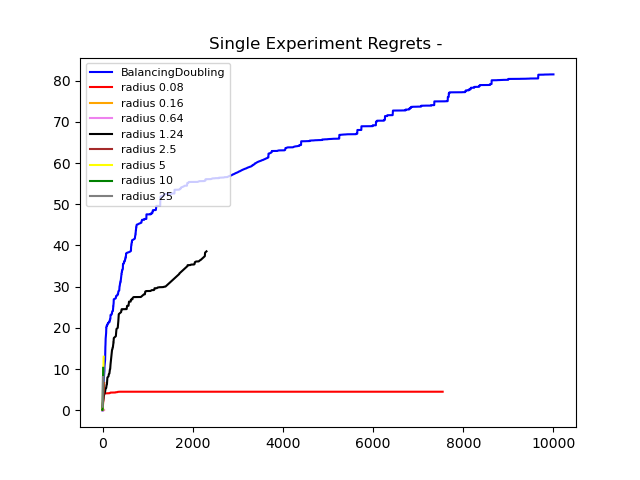 Single Experiment Regrets -
BalancingDoubling
radius 0.08
radius 0.16
radius 0.64
radius 1.24
radius 2.5
radius 5
radius 10
radius 25
80
70
60
50
40
30
20
10
0
0 2000 4000 6000 8000 10000